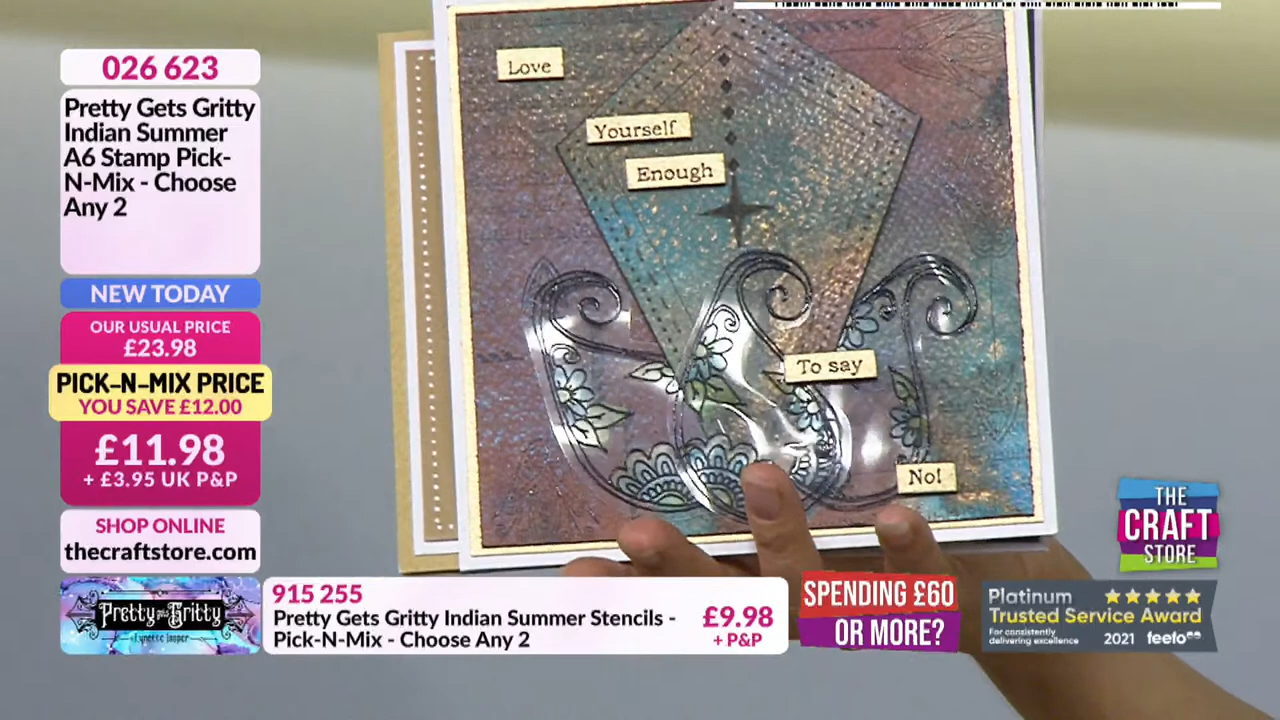 026 623
Pretty Gets Gritty
Indian Summer
A6 Stamp Pick-
N-Mix - Choose
Any 2
NEW TODAY
OUR USUAL PRICE
£23.98
PICK-N-MIX PRICE
YOU SAVE £12.00
£11.98
+ £3.95 UK P&P
SHOP ONLINE
thecraftstore.com
Love
Yourself
Enough
To say
No!
THE
CRAFT
STORE
Pretty Gets Gritty
915 255
Pretty Gets Gritty Indian Summer Stencils -
Pick-N-Mix - Choose Any 2
£9.98
+ P&P
SPENDING £60
OR MORE?
Platinum
Trusted Service Award
For consistently
delivering excellence
2021 feefo